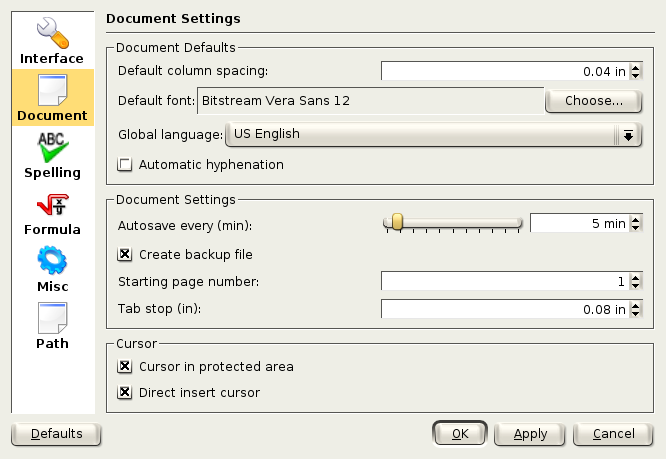 Document Settings
Interface
Document
ABC
Spelling
Formula
Misc
Path
Document Defaults
Default column spacing: 0.04 in
Default font: Bitstream Vera Sans 12 Choose...
Global language: US English
Automatic hyphenation
Document Settings
Autosave every (min): 5 min
Create backup file
Starting page number: 1
Tab stop (in): 0.08 in
Cursor
Cursor in protected area
Direct insert cursor
Defaults OK Apply Cancel